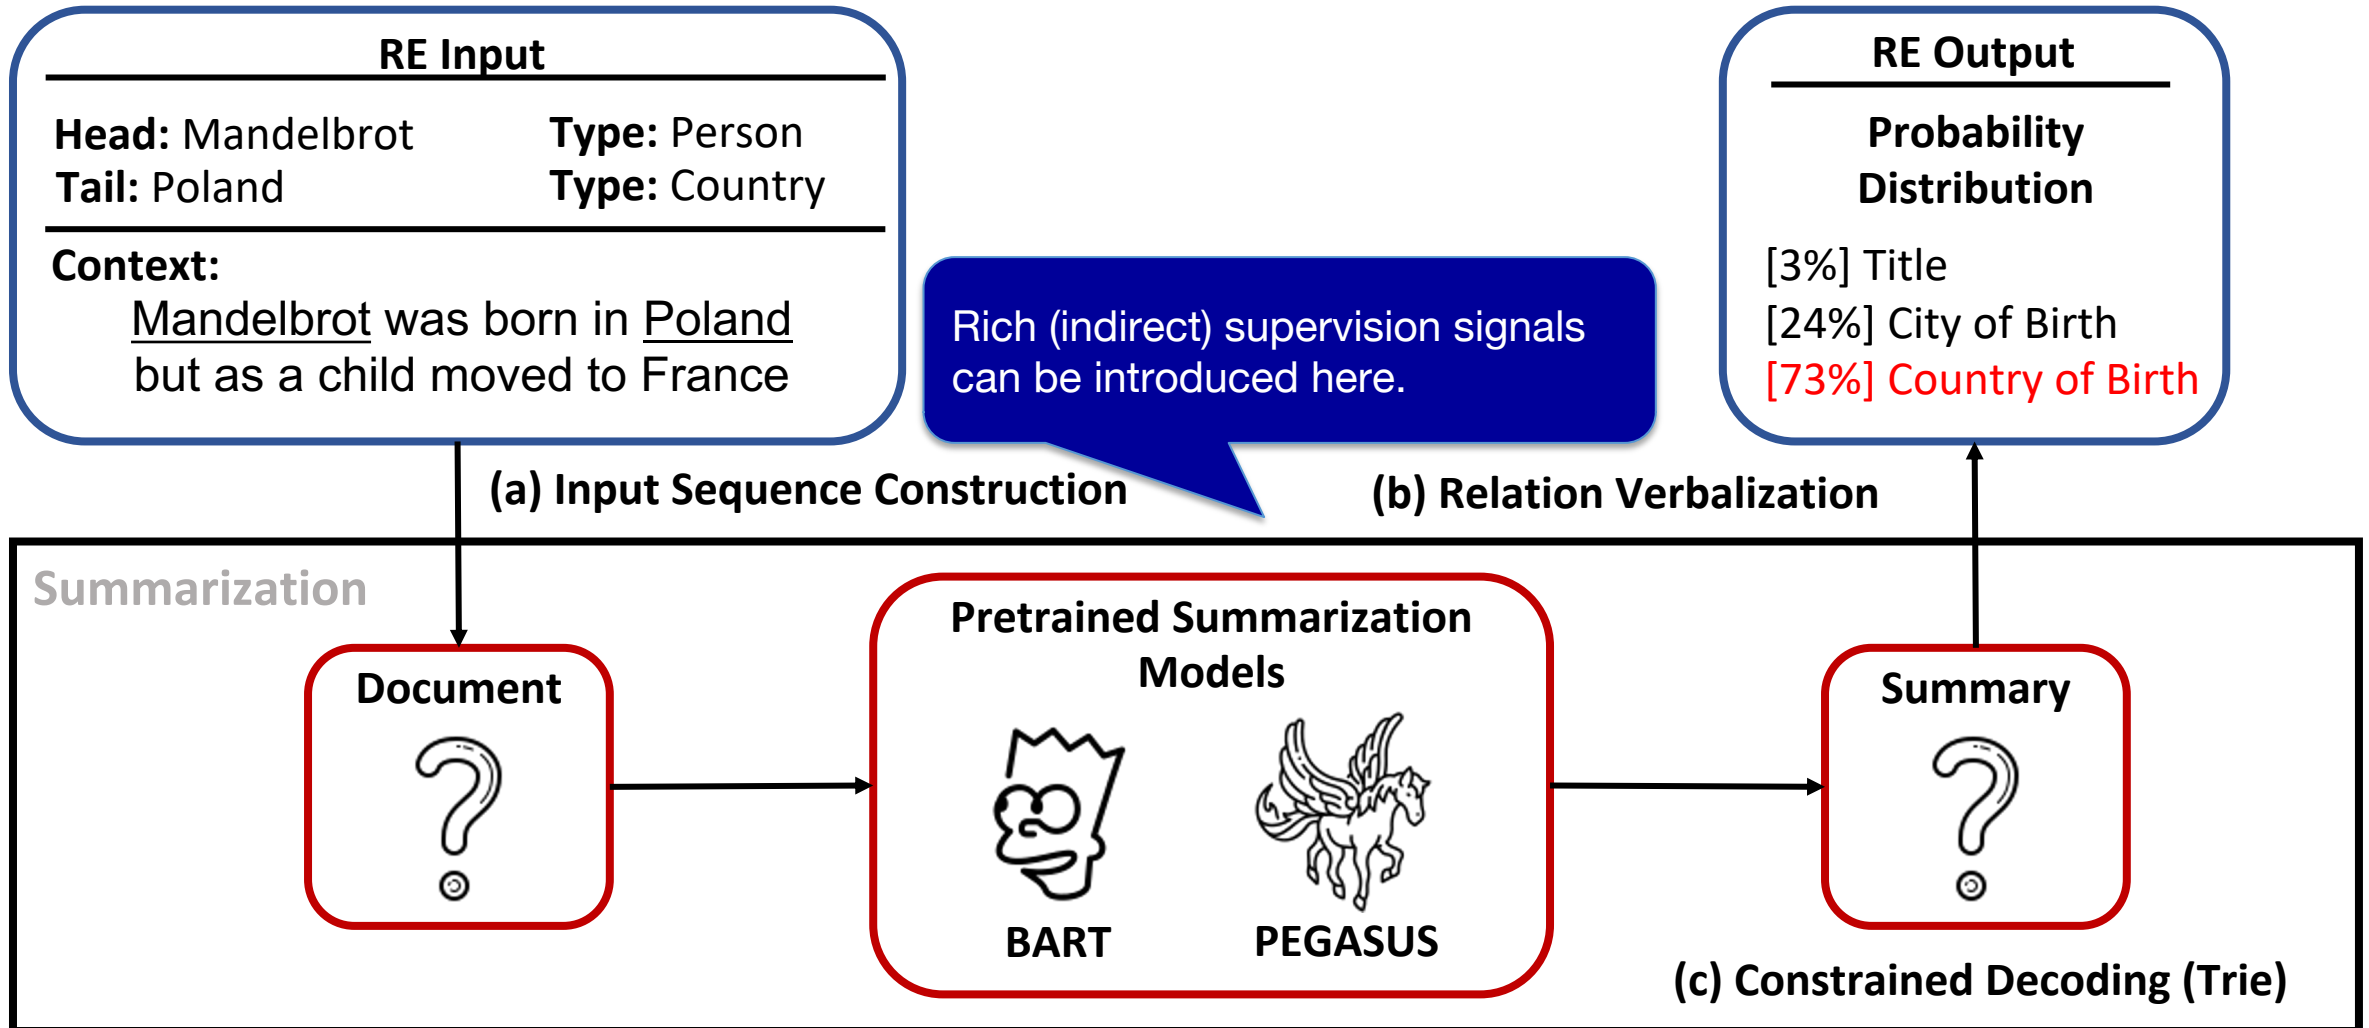 RE Input
Head: Mandelbrot Type: Person
Tail: Poland Type: Country
Context:
Mandelbrot was born in Poland
but as a child moved to France
Rich (indirect) supervision signals
can be introduced here.
RE Output
Probability
Distribution
[3%] Title
[24%] City of Birth
[73%] Country of Birth
(a) Input Sequence Construction
(b) Relation Verbalization
Summarization
Document
Pretrained Summarization
Models
BART
PEGASUS
Summary
(c) Constrained Decoding (Trie)